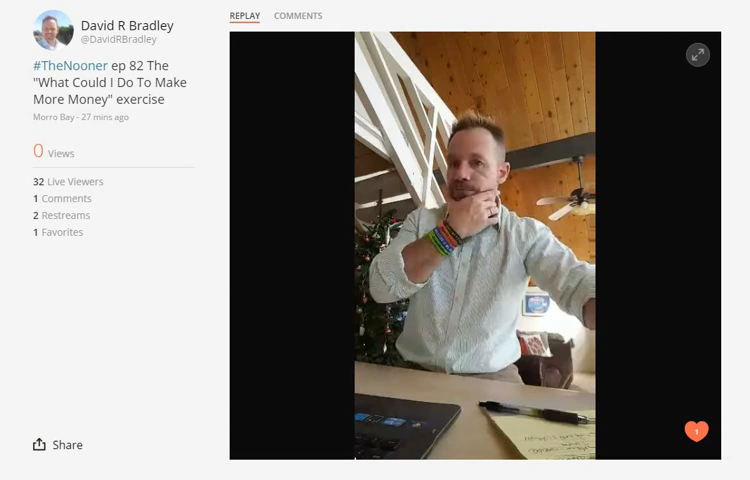 David R Bradley
@DavidRBradley
#TheNooner ep 82 The
"What Could I Do To Make
More Money" exercise
Morro Bay - 27 mins ago
0 Views
32 Live Viewers
1 Comments
2 Restreams
1 Favorites
Share
REPLAY COMMENTS
1